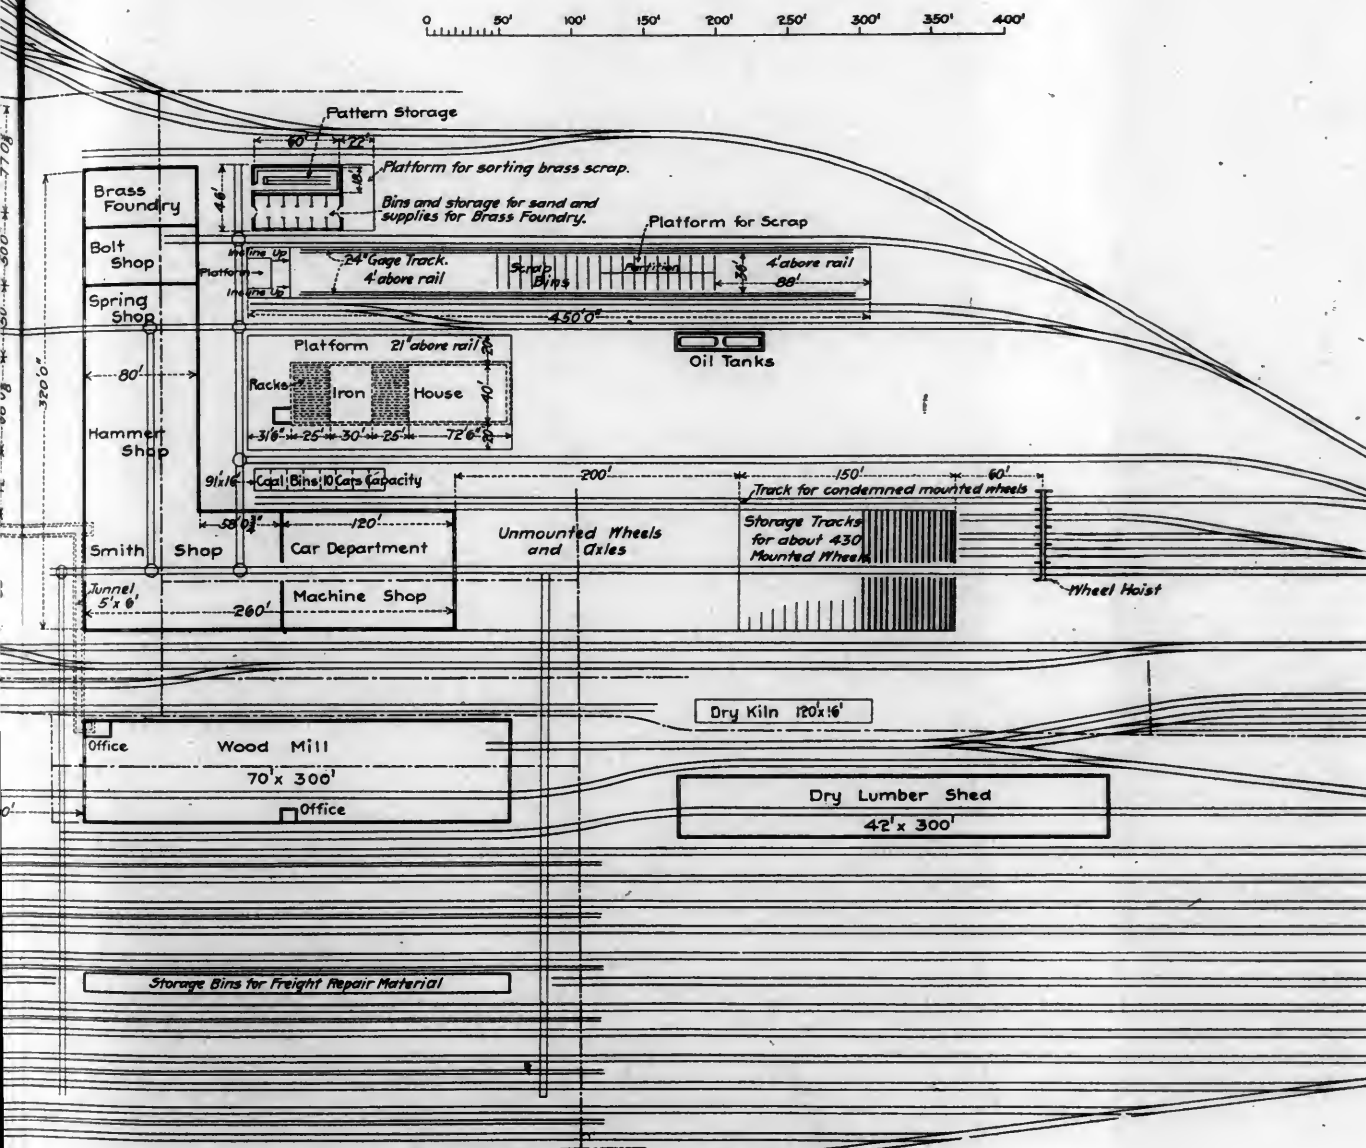 0 50' 100' 150' 200' 250' 300' 350' 400'
Pattern Storage
60' 22'
Platform for sorting brass scrap.
18'
46'
Brass
Foundry
Bins and storage for sand and
supplies for Brass Foundry.
Platform for Scrap
Bolt
Shop
Incline Up
24" Gage Track.
4' above rail
Platform
Incline Up
Scrap
Bins
Partition
36'
4' above rail
88'
Spring
Shop
450'0"
320'0"
80'
Platform 21" above rail
20'
Oil Tanks
Racks
Iron House
40'
31'6" 25' 30' 25' 72'6"
20'
Hammer
Shop
91'x16' Coal Bins 10 Cars Capacity
200' 150' 60'
Track for condemned mounted wheels
58'0¾" 120'
Smith Shop
Car Department
Machine Shop
Unmounted Wheels
and Axles
Storage Tracks
for about 430
Mounted Wheels
Wheel Hoist
Tunnel
5'x 6'
260'
Dry Kiln 120'x16'
Office
Wood Mill
70'x 300'
Office
Dry Lumber Shed
42'x 300'
Storage Bins for Freight Repair Material